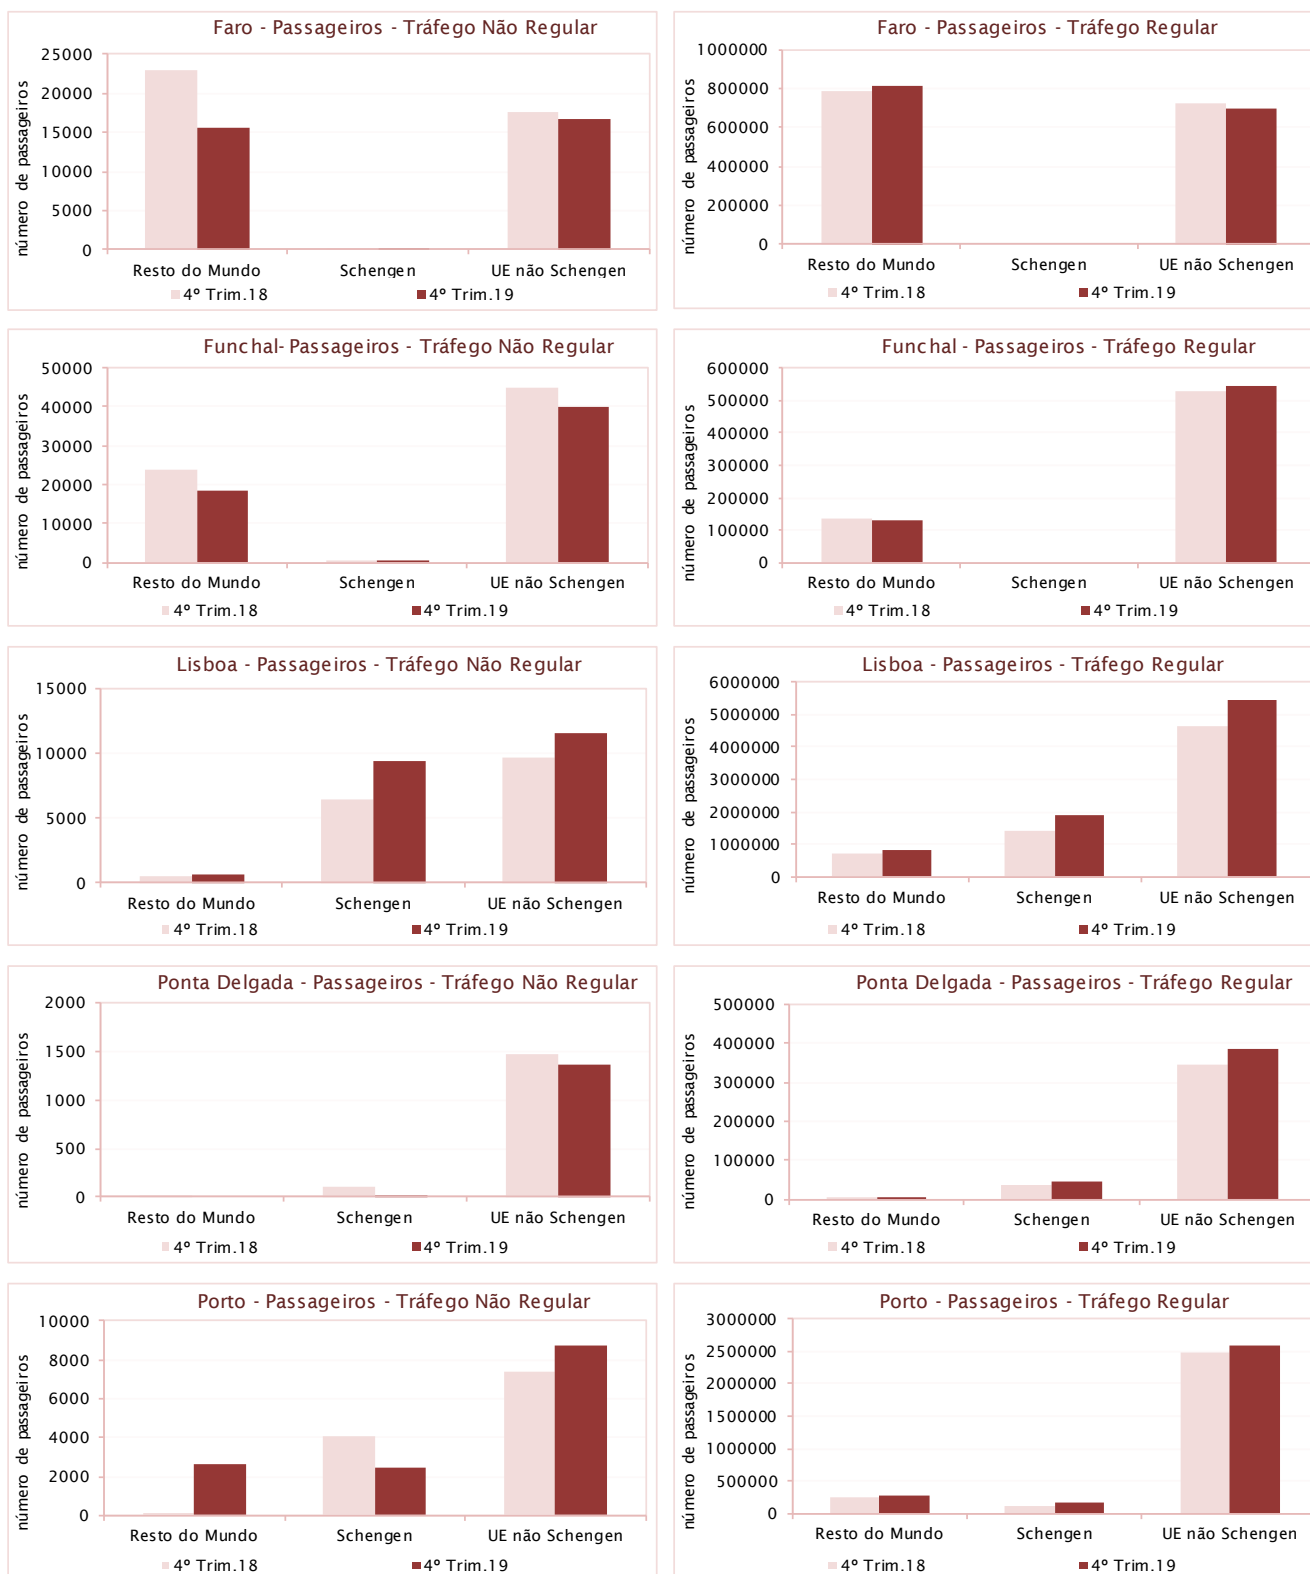 Faro - Passageiros - Tráfego Não Regular
número de passageiros
25000
20000
15000
10000
5000
0
Resto do Mundo Schengen UE não Schengen
4º Trim.18 4º Trim.19
Faro - Passageiros - Tráfego Regular
número de passageiros
1000000
800000
600000
400000
200000
0
Resto do Mundo Schengen UE não Schengen
4º Trim.18 4º Trim.19
Funchal- Passageiros - Tráfego Não Regular
número de passageiros
50000
40000
30000
20000
10000
0
Resto do Mundo Schengen UE não Schengen
4º Trim.18 4º Trim.19
Funchal - Passageiros - Tráfego Regular
número de passageiros
600000
500000
400000
300000
200000
100000
0
Resto do Mundo Schengen UE não Schengen
4º Trim.18 4º Trim.19
Lisboa - Passageiros - Tráfego Não Regular
número de passageiros
15000
10000
5000
0
Resto do Mundo Schengen UE não Schengen
4º Trim.18 4º Trim.19
Lisboa - Passageiros - Tráfego Regular
número de passageiros
6000000
5000000
4000000
3000000
2000000
1000000
0
Resto do Mundo Schengen UE não Schengen
4º Trim.18 4º Trim.19
Ponta Delgada - Passageiros - Tráfego Não Regular
número de passageiros
2000
1500
1000
500
0
Resto do Mundo Schengen UE não Schengen
4º Trim.18 4º Trim.19
Ponta Delgada - Passageiros - Tráfego Regular
número de passageiros
500000
400000
300000
200000
100000
0
Resto do Mundo Schengen UE não Schengen
4º Trim.18 4º Trim.19
Porto - Passageiros - Tráfego Não Regular
número de passageiros
10000
8000
6000
4000
2000
0
Resto do Mundo Schengen UE não Schengen
4º Trim.18 4º Trim.19
Porto - Passageiros - Tráfego Regular
número de passageiros
3000000
2500000
2000000
1500000
1000000
500000
0
Resto do Mundo Schengen UE não Schengen
4º Trim.18 4º Trim.19